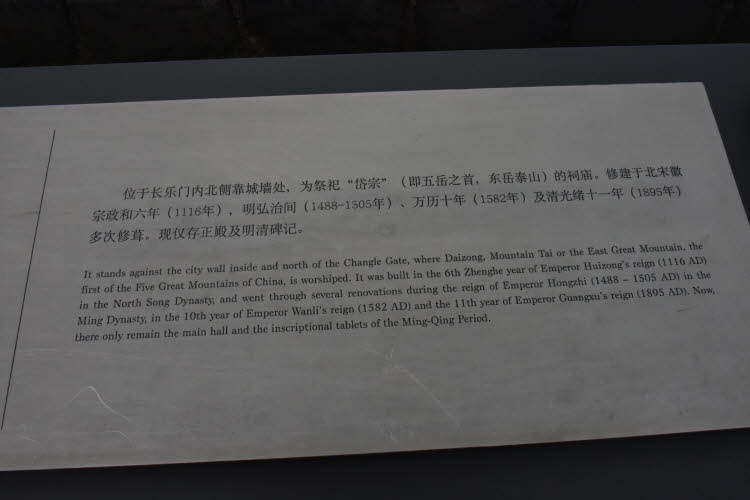 位于长乐门内北侧靠城墙处，为祭祀“岱宗”（即五岳之首，东岳泰山）的祠庙。修建于北宋徽
宗政和六年（1116年），明弘治间（1488-1505年）、万历十年（1582年）及清光绪十一年（1895年）
多次修葺。现仅存正殿及明清碑记。
It stands against the city wall inside and north of the Changle Gate, where Daizong, Mountain Tai or the East Great Mountain, the
first of the Five Great Mountains of China, is worshiped. It was built in the 6th Zhenghe year of Emperor Huizong's reign (1116 AD)
in the North Song Dynasty, and went through several renovations during the reign of Emperor Hongzhi (1488 - 1505 AD) in the
Ming Dynasty, in the 10th year of Emperor Wanli's reign (1582 AD) and the 11th year of Emperor Guangxu's reign (1895 AD). Now,
there only remain the main hall and the inscriptional tablets of the Ming-Qing Period.